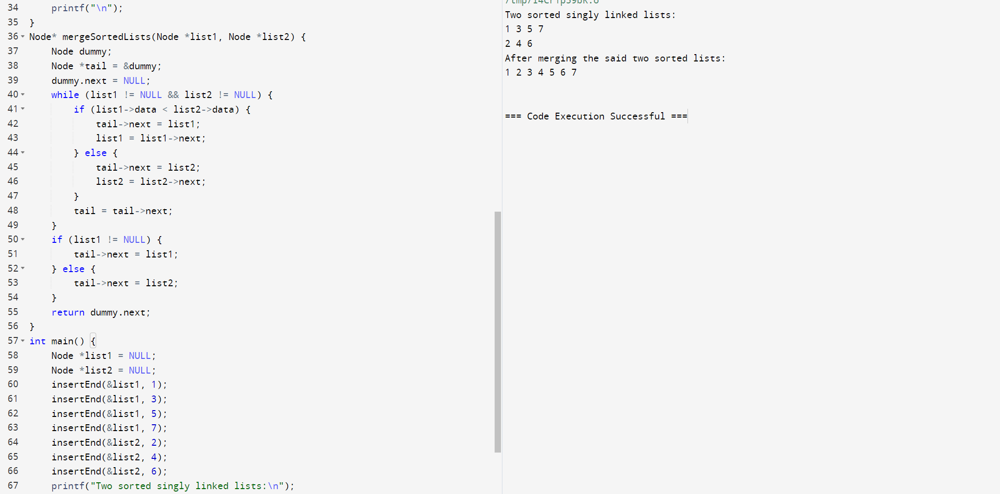 34 printf("\n");
35 }
36 Node* mergeSortedLists(Node *list1, Node *list2) {
37 Node dummy;
38 Node *tail = &dummy;
39 dummy.next = NULL;
40 while (list1 != NULL && list2 != NULL) {
41 if (list1->data < list2->data) {
42 tail->next = list1;
43 list1 = list1->next;
44 } else {
45 tail->next = list2;
46 list2 = list2->next;
47 }
48 tail = tail->next;
49 }
50 if (list1 != NULL) {
51 tail->next = list1;
52 } else {
53 tail->next = list2;
54 }
55 return dummy.next;
56 }
57 int main() {
58 Node *list1 = NULL;
59 Node *list2 = NULL;
60 insertEnd(&list1, 1);
61 insertEnd(&list1, 3);
62 insertEnd(&list1, 5);
63 insertEnd(&list1, 7);
64 insertEnd(&list2, 2);
65 insertEnd(&list2, 4);
66 insertEnd(&list2, 6);
67 printf("Two sorted singly linked lists:\n");
Two sorted singly linked lists:
1 3 5 7
2 4 6
After merging the said two sorted lists:
1 2 3 4 5 6 7
=== Code Execution Successful ===